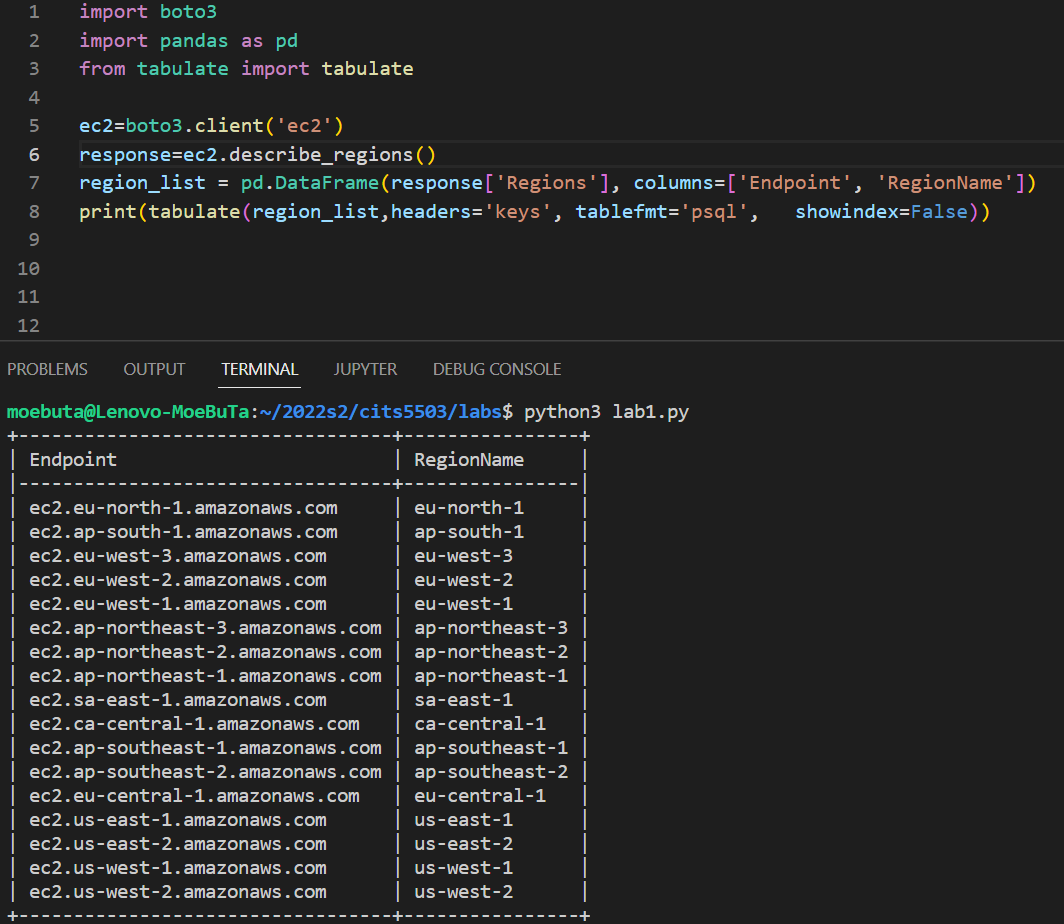 1 import boto3
2 import pandas as pd
3 from tabulate import tabulate
4
5 ec2=boto3.client('ec2')
6 response=ec2.describe_regions()
7 region_list = pd.DataFrame(response['Regions'], columns=['Endpoint', 'RegionName'])
8 print(tabulate(region_list,headers='keys', tablefmt='psql',   showindex=False))
9
10
11
12
PROBLEMS OUTPUT TERMINAL JUPYTER DEBUG CONSOLE
moebuta@Lenovo-MoeBuTa:~/2022s2/cits5503/labs$ python3 lab1.py
+----------------------------------+----------------+
| Endpoint                         | RegionName     |
|----------------------------------+----------------|
| ec2.eu-north-1.amazonaws.com     | eu-north-1     |
| ec2.ap-south-1.amazonaws.com     | ap-south-1     |
| ec2.eu-west-3.amazonaws.com      | eu-west-3      |
| ec2.eu-west-2.amazonaws.com      | eu-west-2      |
| ec2.eu-west-1.amazonaws.com      | eu-west-1      |
| ec2.ap-northeast-3.amazonaws.com | ap-northeast-3 |
| ec2.ap-northeast-2.amazonaws.com | ap-northeast-2 |
| ec2.ap-northeast-1.amazonaws.com | ap-northeast-1 |
| ec2.sa-east-1.amazonaws.com      | sa-east-1      |
| ec2.ca-central-1.amazonaws.com   | ca-central-1   |
| ec2.ap-southeast-1.amazonaws.com | ap-southeast-1 |
| ec2.ap-southeast-2.amazonaws.com | ap-southeast-2 |
| ec2.eu-central-1.amazonaws.com   | eu-central-1   |
| ec2.us-east-1.amazonaws.com      | us-east-1      |
| ec2.us-east-2.amazonaws.com      | us-east-2      |
| ec2.us-west-1.amazonaws.com      | us-west-1      |
| ec2.us-west-2.amazonaws.com      | us-west-2      |
+----------------------------------+----------------+